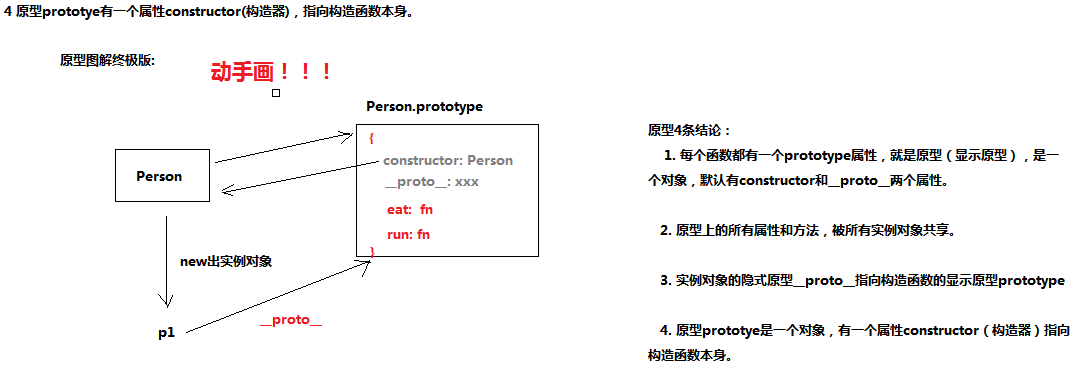 4 原型prototye有一个属性constructor(构造器)，指向构造函数本身。
原型图解终极版:
动手画！！！
Person.prototype
{
constructor: Person
__proto__: xxx
eat: fn
run: fn
}
Person
new出实例对象
p1
__proto__
原型4条结论：
1. 每个函数都有一个prototype属性，就是原型（显示原型），是一
个对象，默认有constructor和__proto__两个属性。
2. 原型上的所有属性和方法，被所有实例对象共享。
3. 实例对象的隐式原型__proto__指向构造函数的显示原型prototype
4. 原型prototye是一个对象，有一个属性constructor（构造器）指向
构造函数本身。